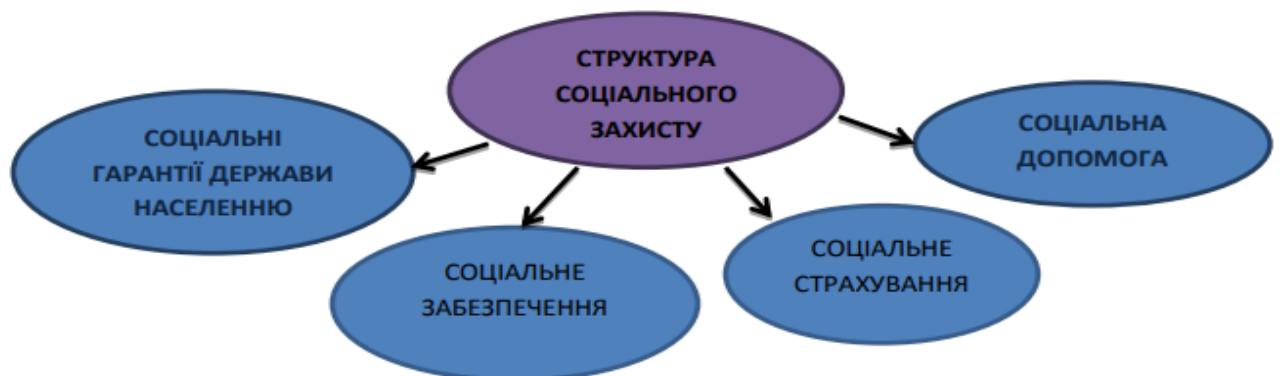 СТРУКТУРА
СОЦІАЛЬНОГО
ЗАХИСТУ
СОЦІАЛЬНІ
ГАРАНТІЇ ДЕРЖАВИ
НАСЕЛЕННЮ
СОЦІАЛЬНЕ
ЗАБЕЗПЕЧЕННЯ
СОЦІАЛЬНЕ
СТРАХУВАННЯ
СОЦІАЛЬНА
ДОПОМОГА